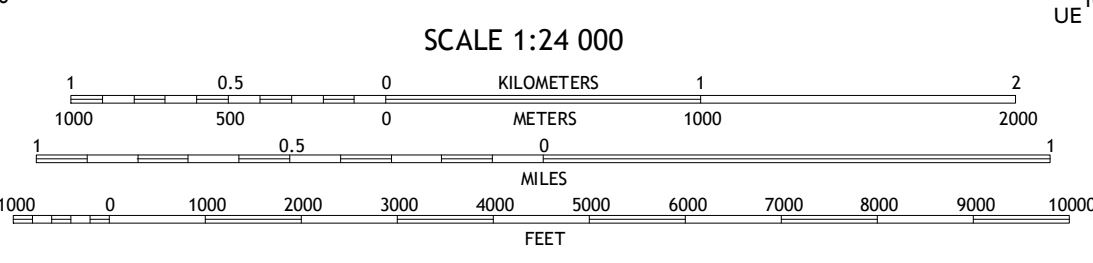 UE
SCALE 1:24 000
1 0.5 0 KILOMETERS 1 2
1000 500 0 METERS 1000 2000
1 0.5 0 1
MILES
1000 0 1000 2000 3000 4000 5000 6000 7000 8000 9000 10000
FEET